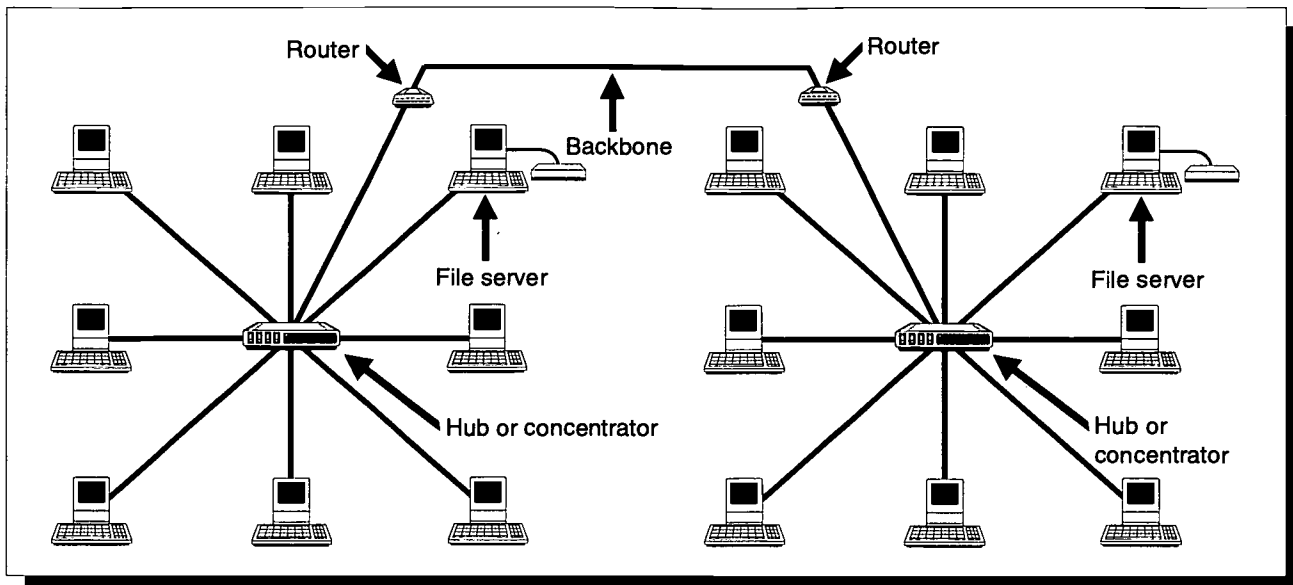 Router
Router
Backbone
File server
File server
Hub or concentrator
Hub or
concentrator